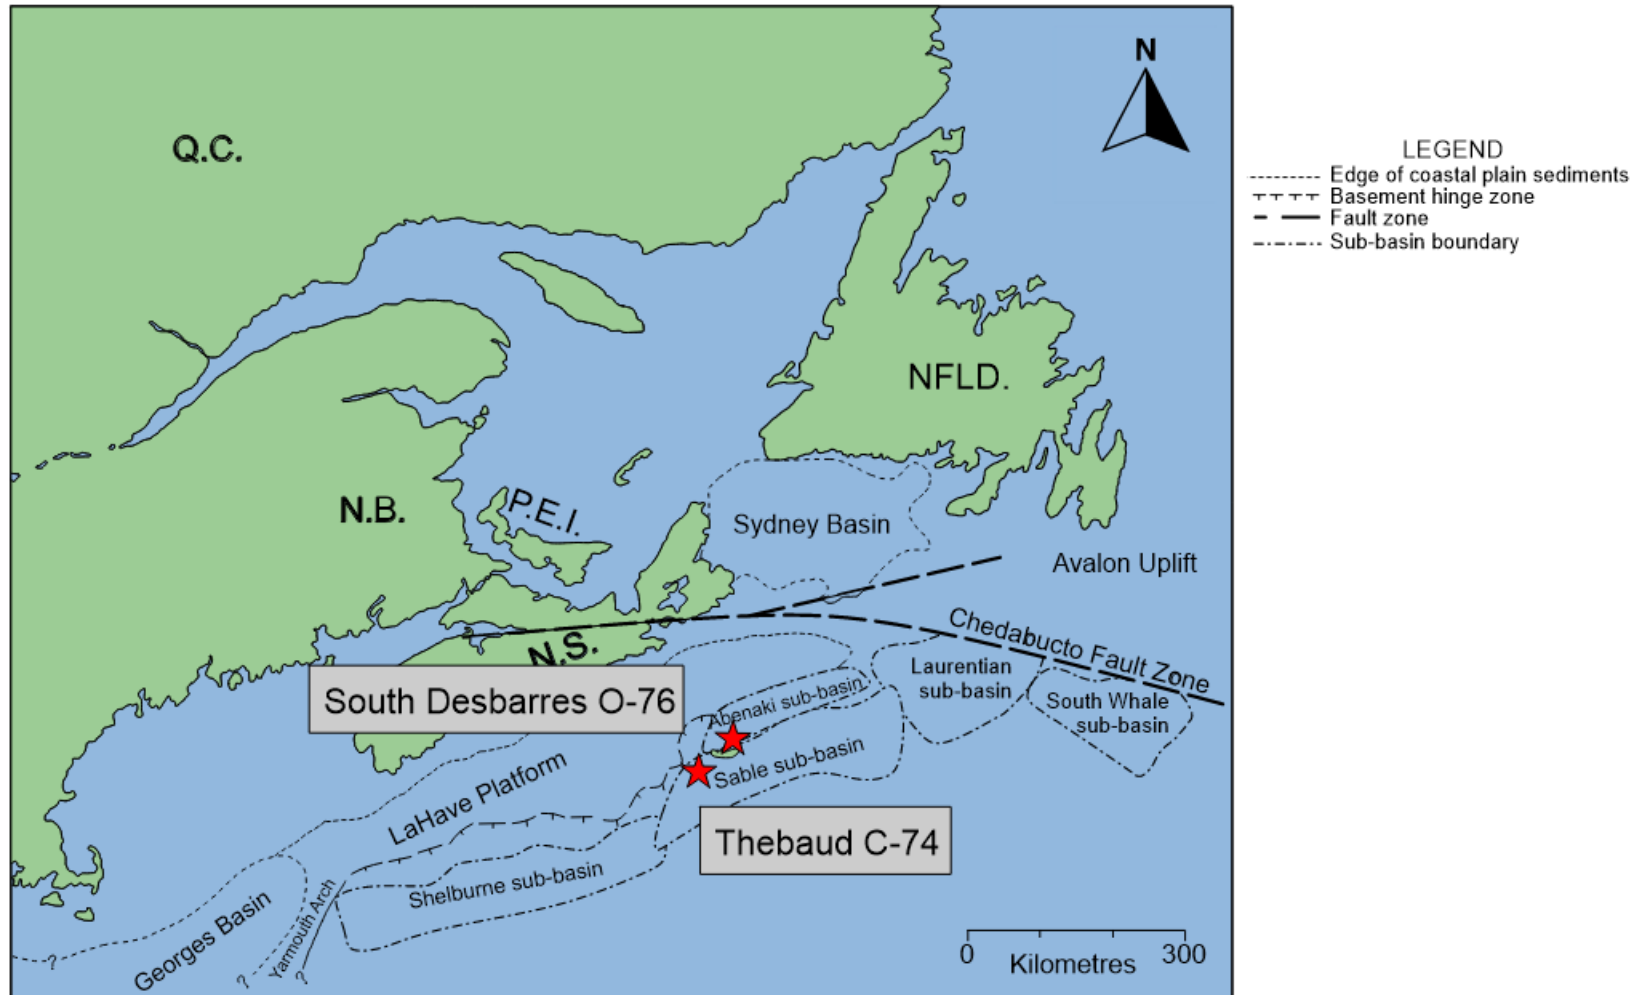 N
Q.C.
LEGEND
Edge of coastal plain sediments
Basement hinge zone
Fault zone
Sub-basin boundary
NFLD.
N.B.
P.E.I.
Sydney Basin
Avalon Uplift
Chedabucto Fault Zone
N.S.
Laurentian
sub-basin
South Whale
sub-basin
South Desbarres O-76
Abenaki sub-basin
Sable sub-basin
LaHave Platform
Thebaud C-74
Shelburne sub-basin
Georges Basin
Yarmouth Arch
?
?
?
0 300
Kilometres